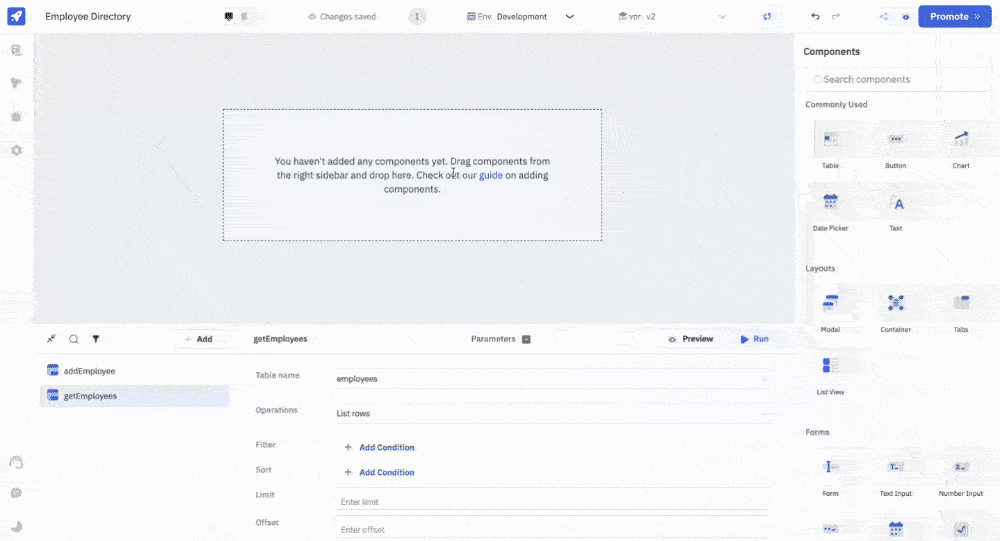 Employee Directory
Changes saved
Env Development
ver v2
Promote »
Components
Search components
Commonly Used
Table
Button
Chart
Date Picker
Text
Layouts
Modal
Container
Tabs
List View
Forms
Form
Text Input
Number Input
You haven't added any components yet. Drag components from
the right sidebar and drop here. Check out our guide on adding
components.
+ Add
addEmployee
getEmployees
getEmployees
Parameters +
Preview
Run
Table name
employees
Operations
List rows
Filter
+ Add Condition
Sort
+ Add Condition
Limit
Enter limit
Offset
Enter offset